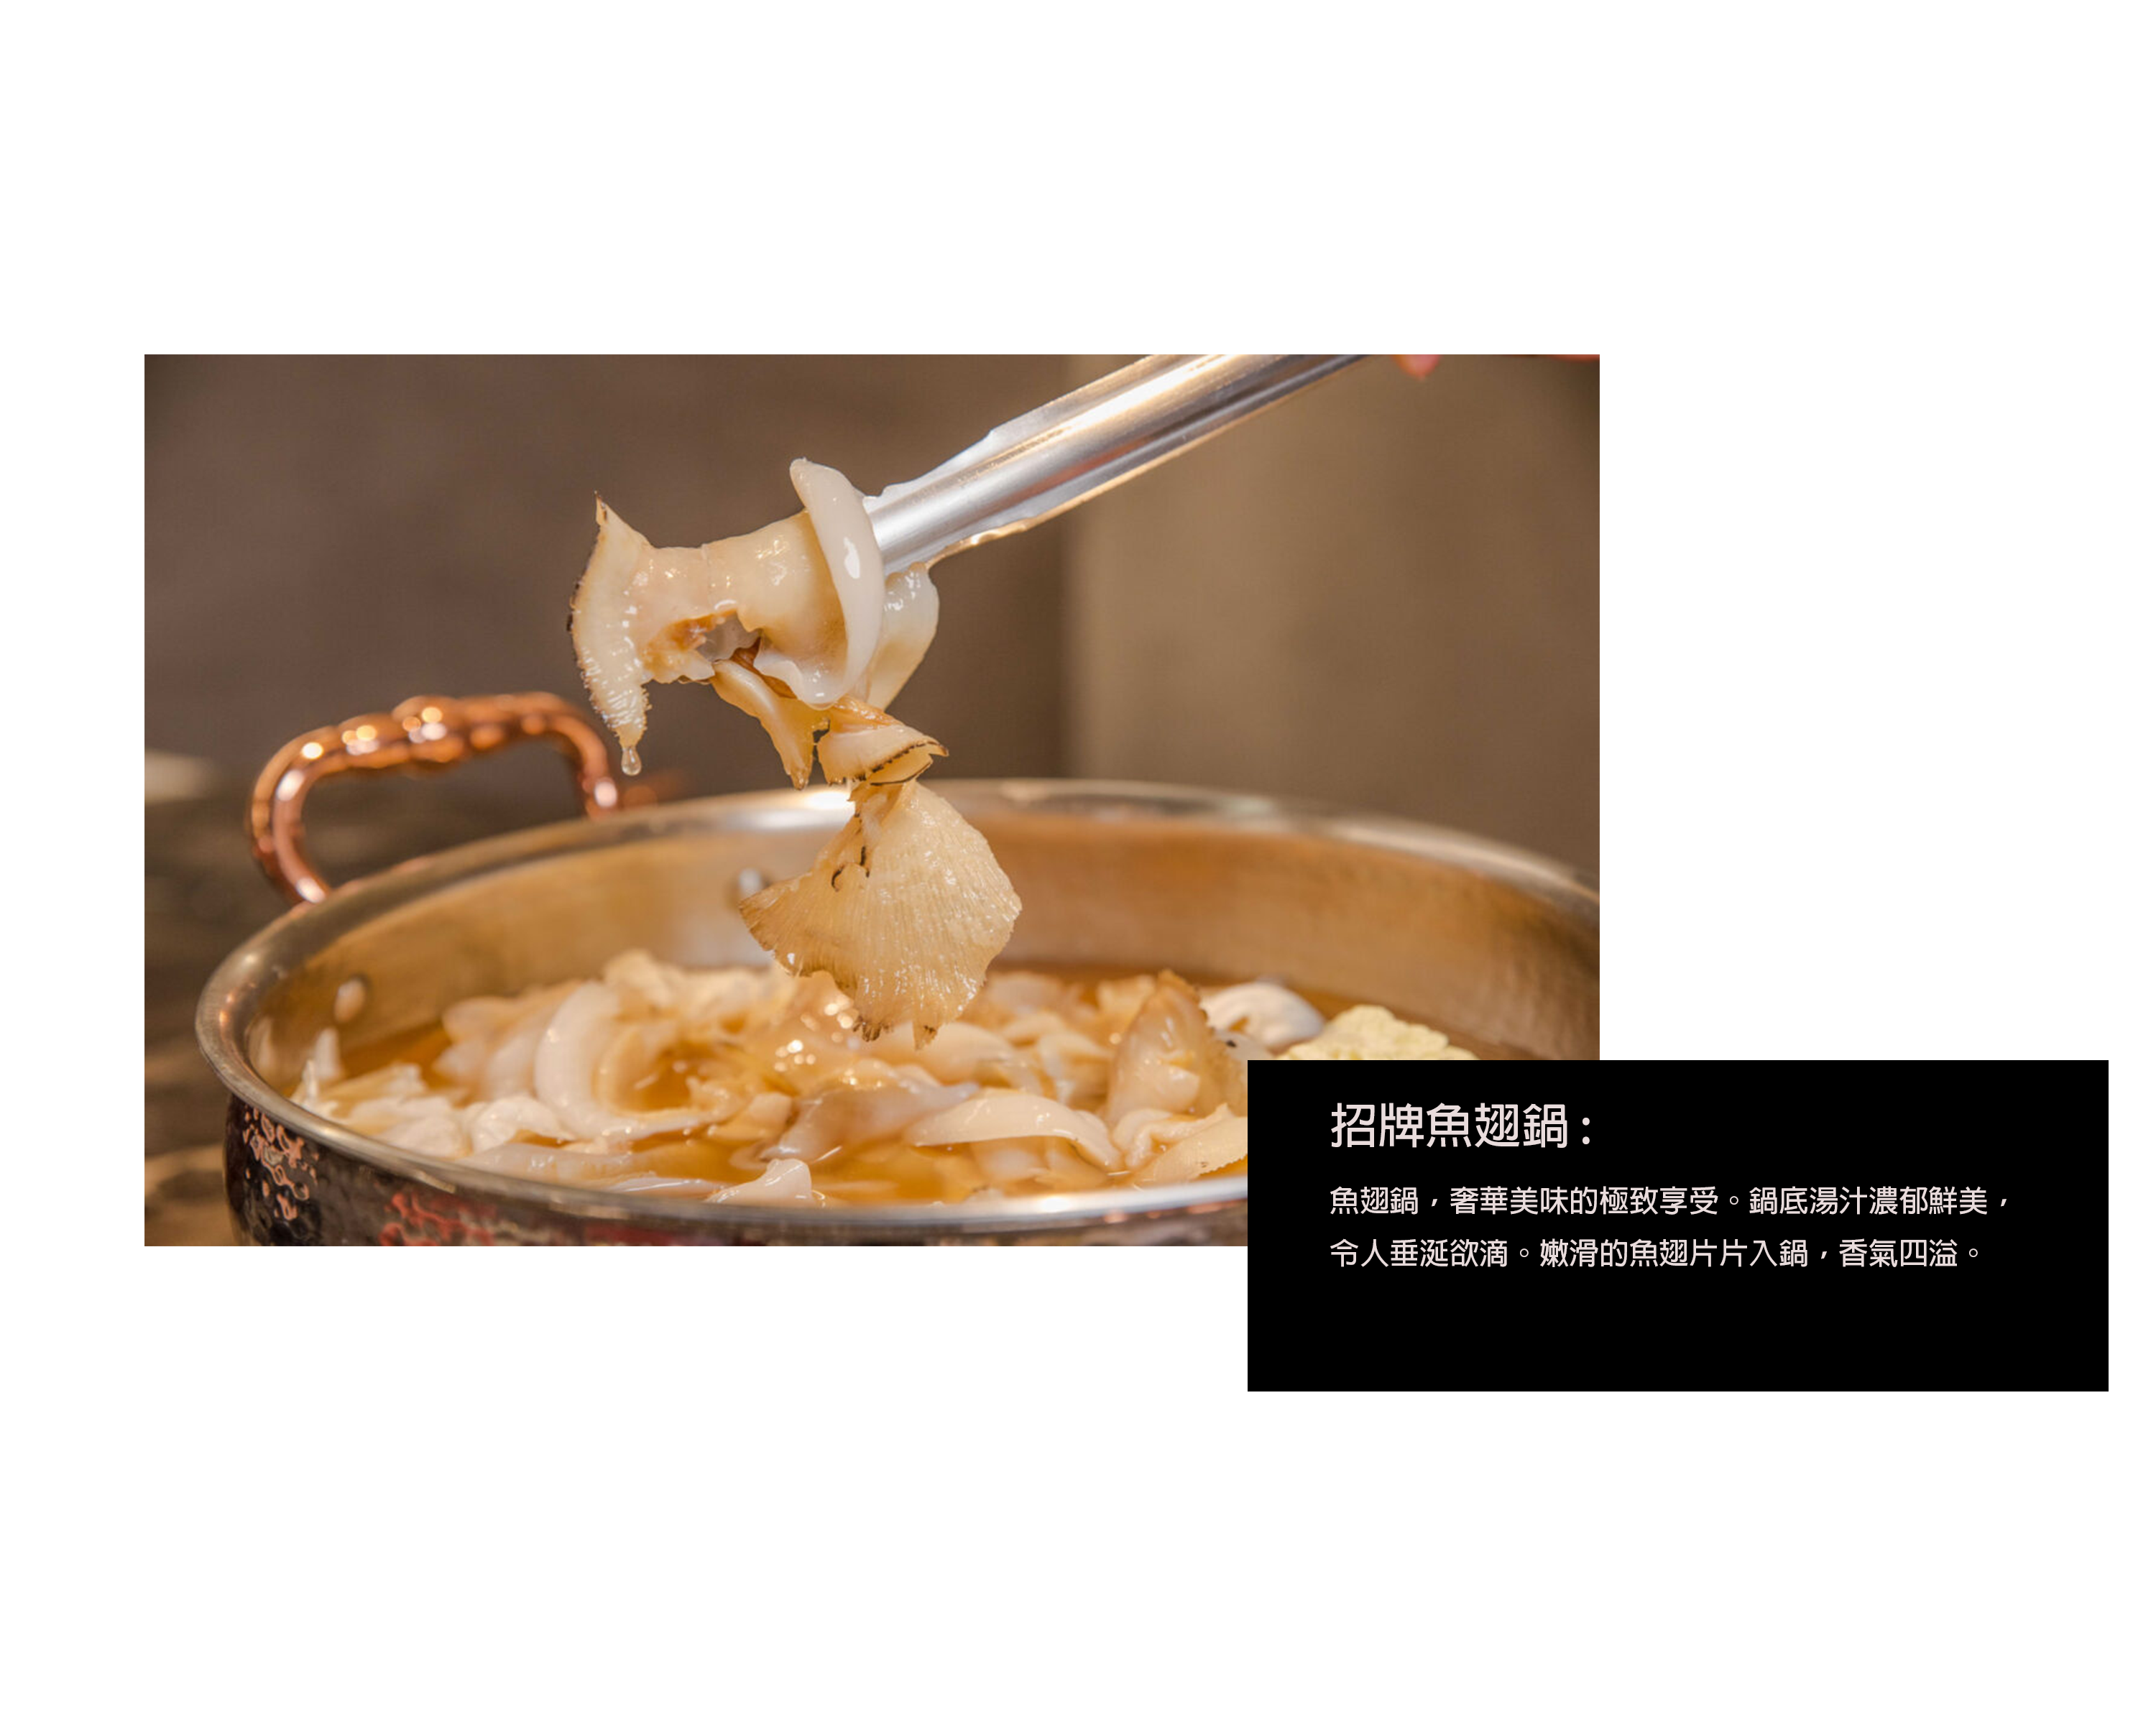 招牌魚翅鍋：
魚翅鍋，奢華美味的極致享受。鍋底湯汁濃郁鮮美，
令人垂涎欲滴。嫩滑的魚翅片片入鍋，香氣四溢。